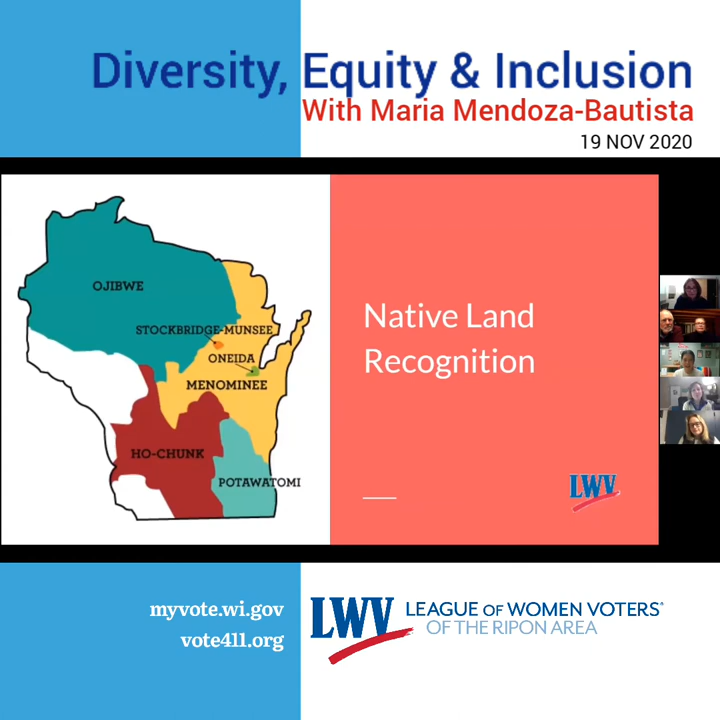 Diversity, Equity & Inclusion
With Maria Mendoza-Bautista
19 NOV 2020
OJIBWE
STOCKBRIDGE-MUNSEE
ONEIDA
MENOMINEE
HO-CHUNK
POTAWATOMI
Native Land
Recognition
LWV
myvote.wi.gov
vote411.org
LWV LEAGUE OF WOMEN VOTERS®
OF THE RIPON AREA